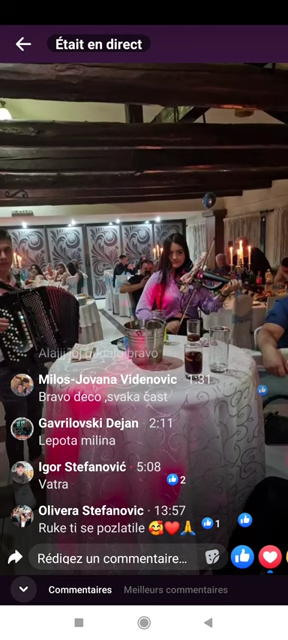 Était en direct
bravo
Milos-Jovana Videnovic · 1:31
Bravo deco ,svaka čast
Gavrilovski Dejan · 2:11
Lepota milina
Igor Stefanović · 5:08
Vatra
2
Olivera Stefanovic · 13:57
Ruke ti se pozlatile 🥰❤️🙏
1
Rédigez un commentaire...
Commentaires Meilleurs commentaires